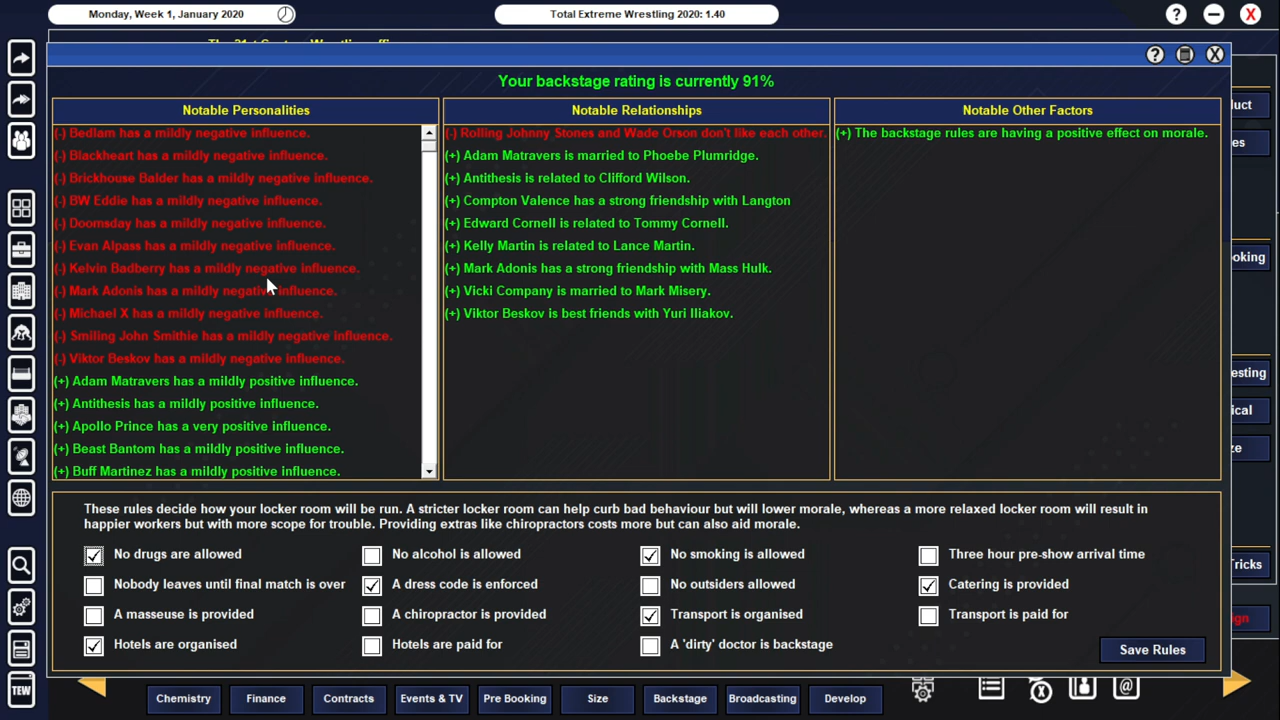 Monday, Week 1, January 2020
Total Extreme Wrestling 2020: 1.40
?
X
?
X
Your backstage rating is currently 91%
Notable Personalities
Notable Relationships
Notable Other Factors
(-) Bedlam has a mildly negative influence.
(-) Blackheart has a mildly negative influence.
(-) Brickhouse Balder has a mildly negative influence.
(-) BW Eddie has a mildly negative influence.
(-) Doomsday has a mildly negative influence.
(-) Evan Alpass has a mildly negative influence.
(-) Kelvin Badberry has a mildly negative influence.
(-) Mark Adonis has a mildly negative influence.
(-) Michael X has a mildly negative influence.
(-) Smiling John Smithie has a mildly negative influence.
(-) Viktor Beskov has a mildly negative influence.
(+) Adam Matravers has a mildly positive influence.
(+) Antithesis has a mildly positive influence.
(+) Apollo Prince has a very positive influence.
(+) Beast Bantom has a mildly positive influence.
(+) Buff Martinez has a mildly positive influence.
(-) Rolling Johnny Stones and Wade Orson don't like each other.
(+) Adam Matravers is married to Phoebe Plumridge.
(+) Antithesis is related to Clifford Wilson.
(+) Compton Valence has a strong friendship with Langton
(+) Edward Cornell is related to Tommy Cornell.
(+) Kelly Martin is related to Lance Martin.
(+) Mark Adonis has a strong friendship with Mass Hulk.
(+) Vicki Company is married to Mark Misery.
(+) Viktor Beskov is best friends with Yuri Iliakov.
(+) The backstage rules are having a positive effect on morale.
duct
es
oking
esting
ical
ze
Tricks
ign
These rules decide how your locker room will be run. A stricter locker room can help curb bad behaviour but will lower morale, whereas a more relaxed locker room will result in
happier workers but with more scope for trouble. Providing extras like chiropractors costs more but can also aid morale.
No drugs are allowed
No alcohol is allowed
No smoking is allowed
Three hour pre-show arrival time
Nobody leaves until final match is over
A dress code is enforced
No outsiders allowed
Catering is provided
A masseuse is provided
A chiropractor is provided
Transport is organised
Transport is paid for
Hotels are organised
Hotels are paid for
A 'dirty' doctor is backstage
Save Rules
TEW
Chemistry
Finance
Contracts
Events & TV
Pre Booking
Size
Backstage
Broadcasting
Develop
X
@